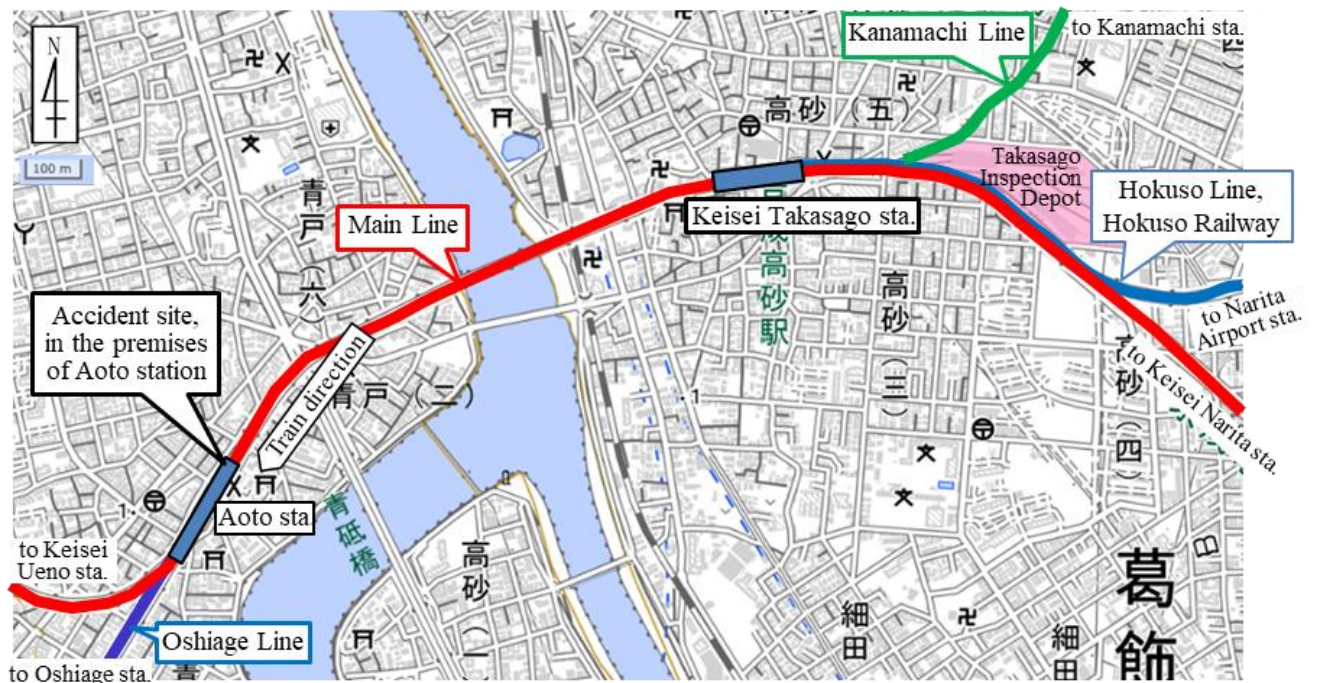 N
100 m
Kanamachi Line
to Kanamachi sta.
高砂(五)
Takasago
Inspection
Depot
Hokuso Line,
Hokuso Railway
to Narita
Airport sta.
Keisei Takasago sta.
高砂駅
Main Line
青戸(六)
Accident site,
in the premises
of Aoto station
Train direction
青戸(二)
高砂(三)
高砂(四)
to Keisei Narita sta.
Aoto sta.
青砥橋
to Keisei
Ueno sta.
Oshiage Line
to Oshiage sta.
青
高砂(一)
細田
細田
葛飾